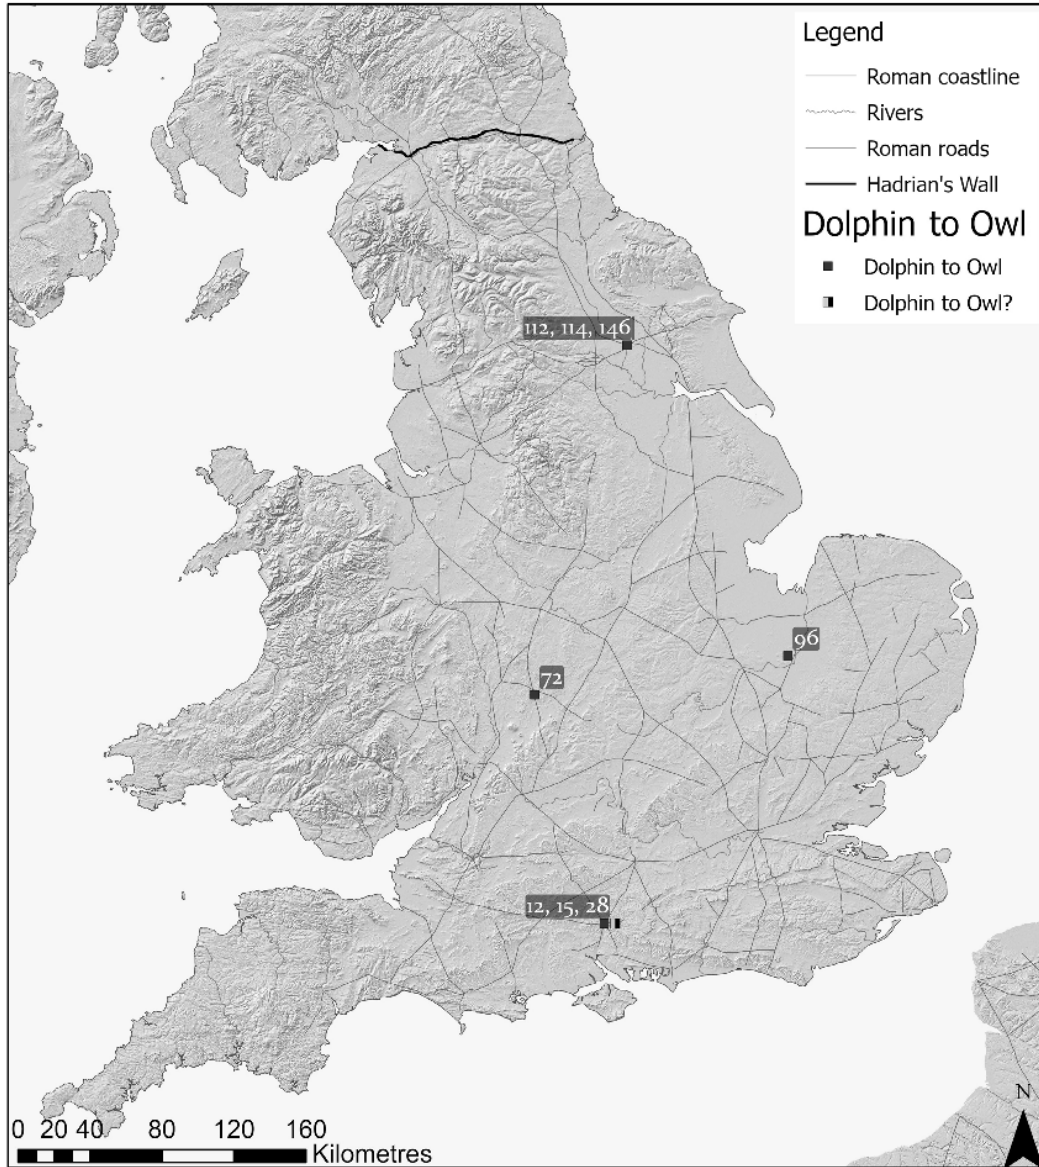 Legend
Roman coastline
Rivers
Roman roads
Hadrian's Wall
Dolphin to Owl
Dolphin to Owl
Dolphin to Owl?
112, 114, 146
96
72
12, 15, 28
N
0 20 40 80 120 160
Kilometres